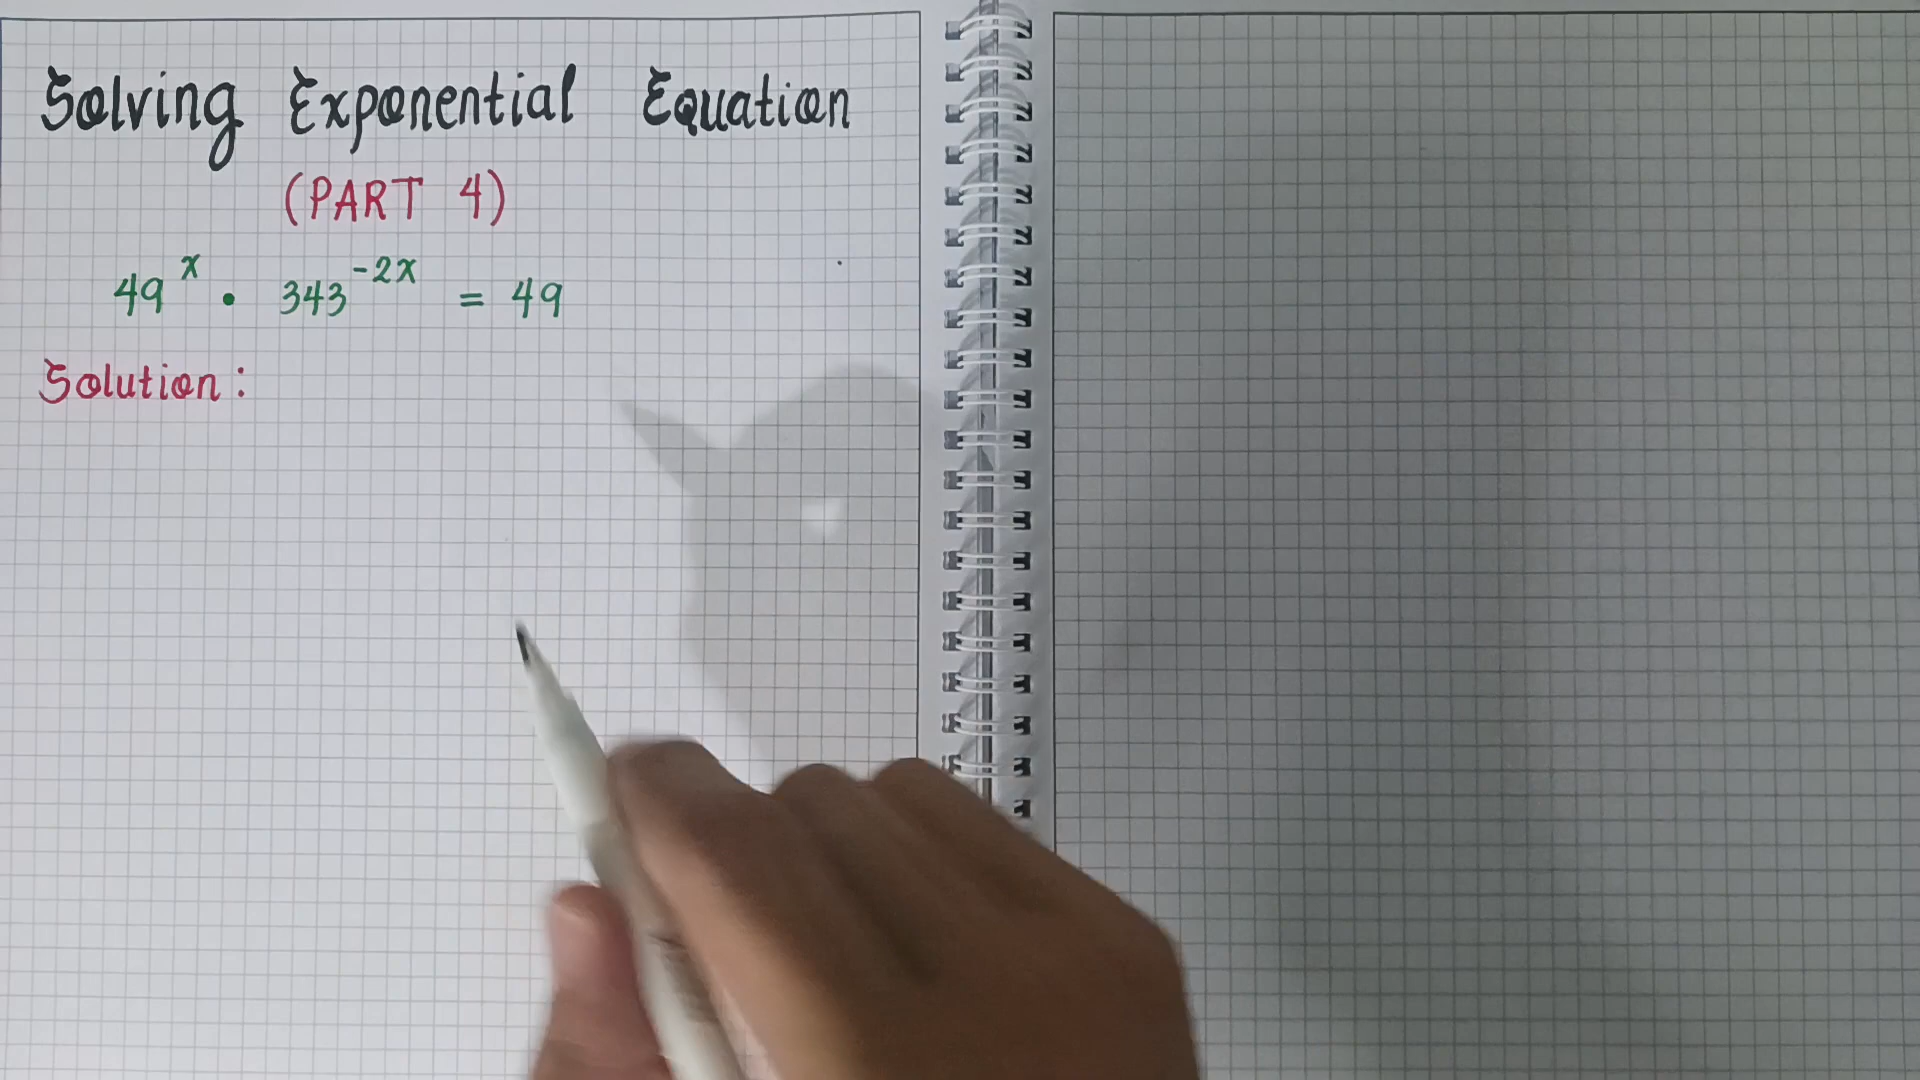 Solving Exponential Equation
(PART 4)
49^x • 343^-2x = 49
Solution: